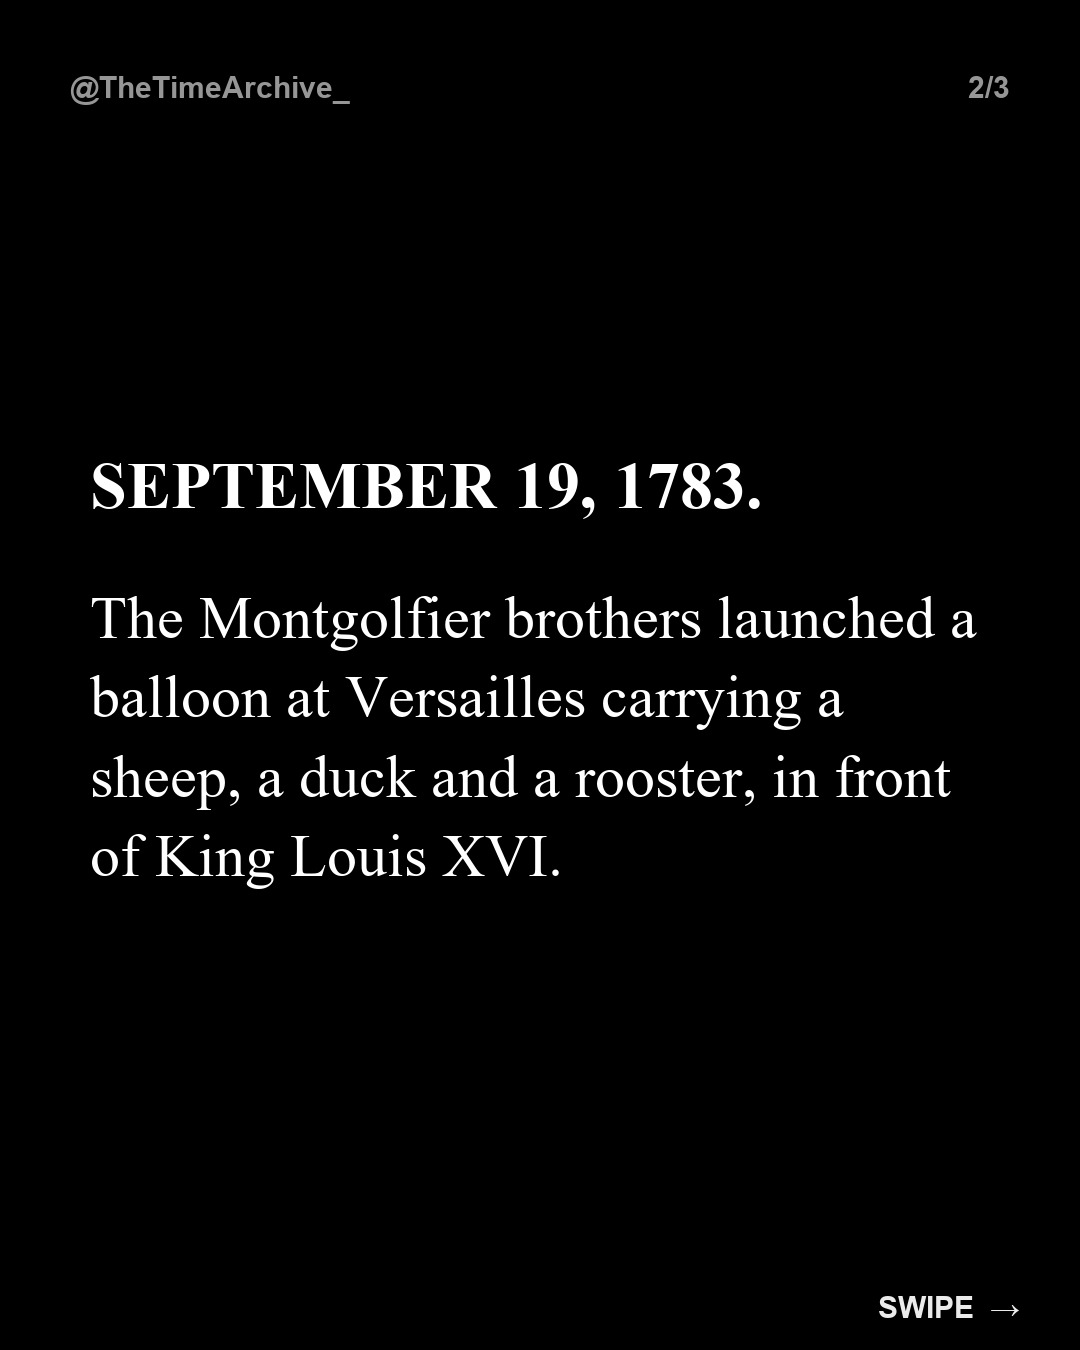 @TheTimeArchive_
2/3
SEPTEMBER 19, 1783.
The Montgolfier brothers launched a
balloon at Versailles carrying a
sheep, a duck and a rooster, in front
of King Louis XVI.
SWIPE →